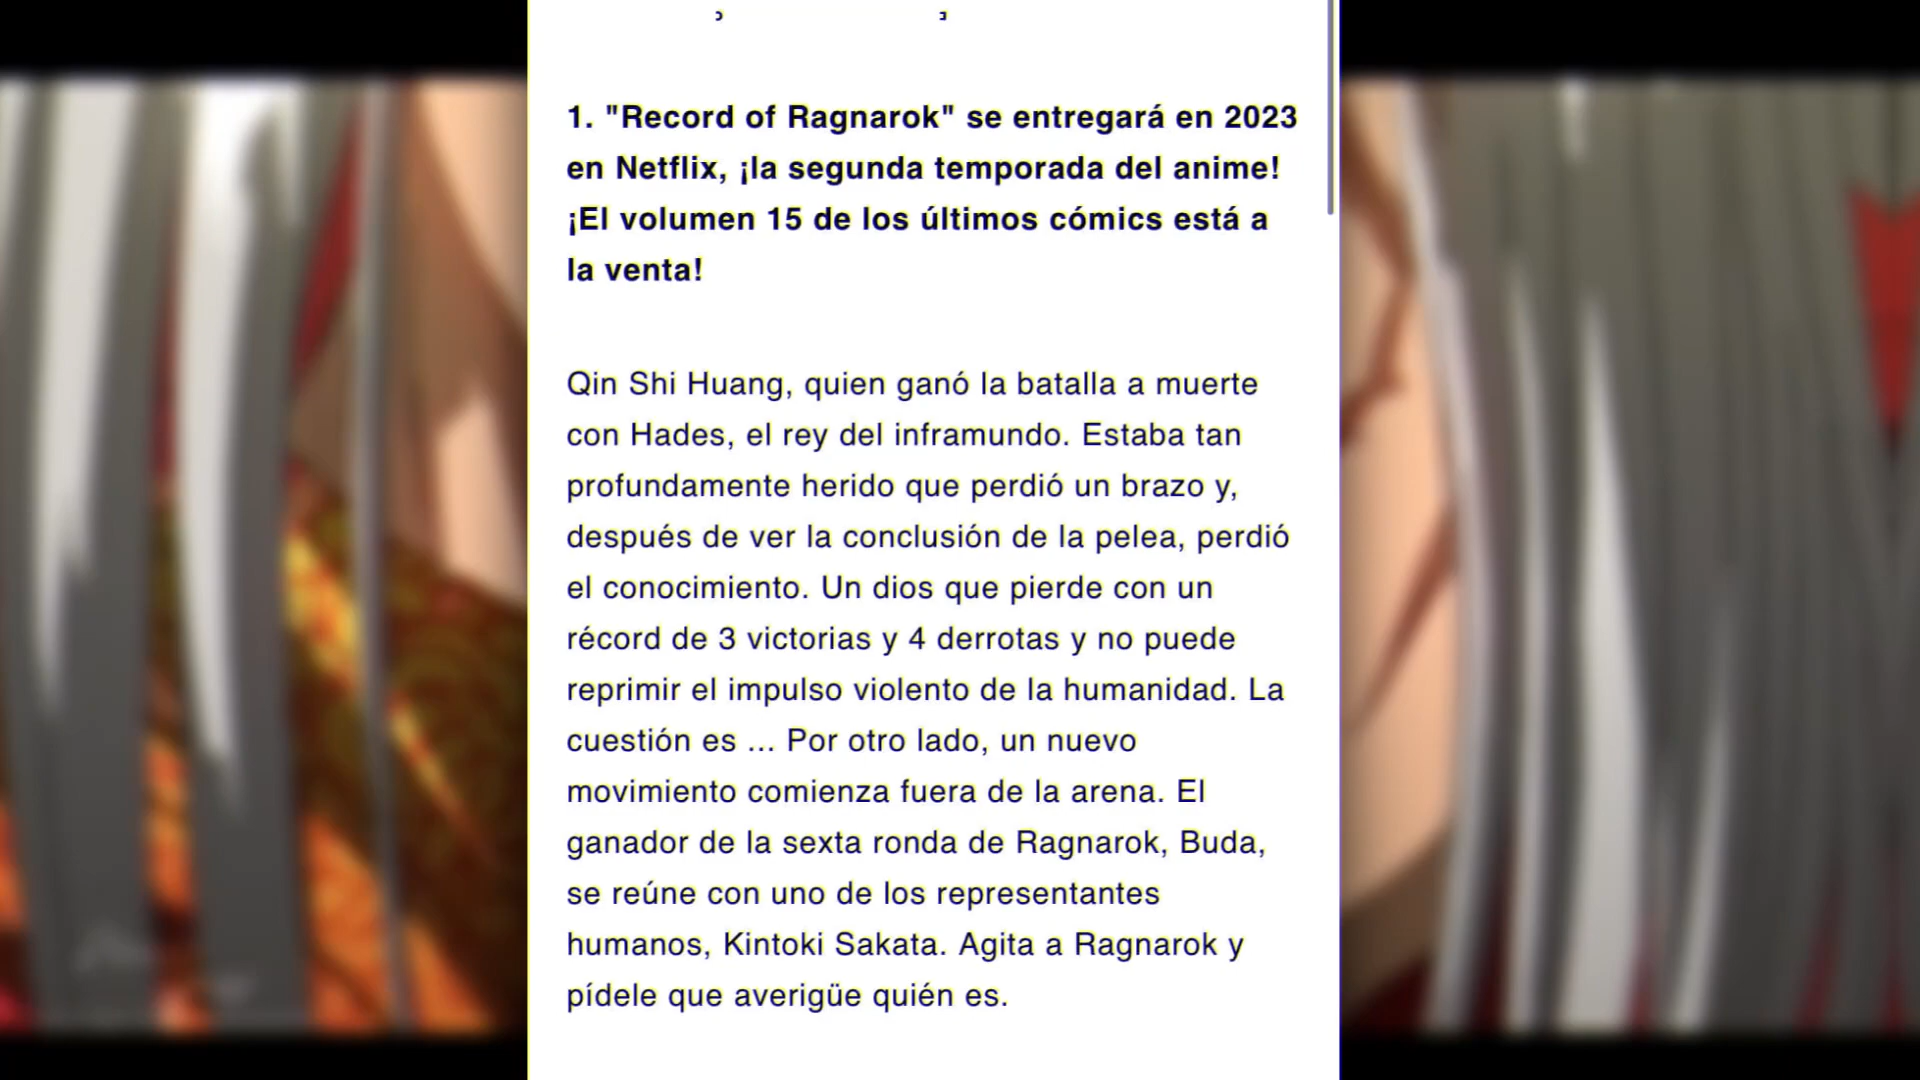 1. "Record of Ragnarok" se entregará en 2023
en Netflix, ¡la segunda temporada del anime!
¡El volumen 15 de los últimos cómics está a
la venta!
Qin Shi Huang, quien ganó la batalla a muerte
con Hades, el rey del inframundo. Estaba tan
profundamente herido que perdió un brazo y,
después de ver la conclusión de la pelea, perdió
el conocimiento. Un dios que pierde con un
récord de 3 victorias y 4 derrotas y no puede
reprimir el impulso violento de la humanidad. La
cuestión es ... Por otro lado, un nuevo
movimiento comienza fuera de la arena. El
ganador de la sexta ronda de Ragnarok, Buda,
se reúne con uno de los representantes
humanos, Kintoki Sakata. Agita a Ragnarok y
pídele que averigüe quién es.